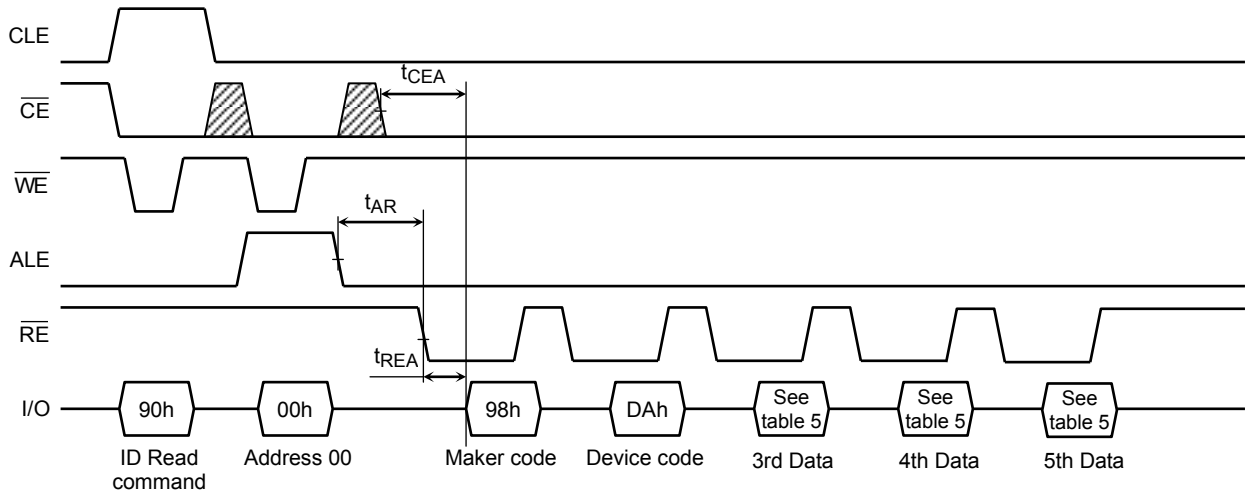 CLE
tCEA
CE
WE
tAR
ALE
RE
tREA
I/O
90h
00h
98h
DAh
See
table 5
See
table 5
See
table 5
ID Read
command
Address 00
Maker code
Device code
3rd Data
4th Data
5th Data